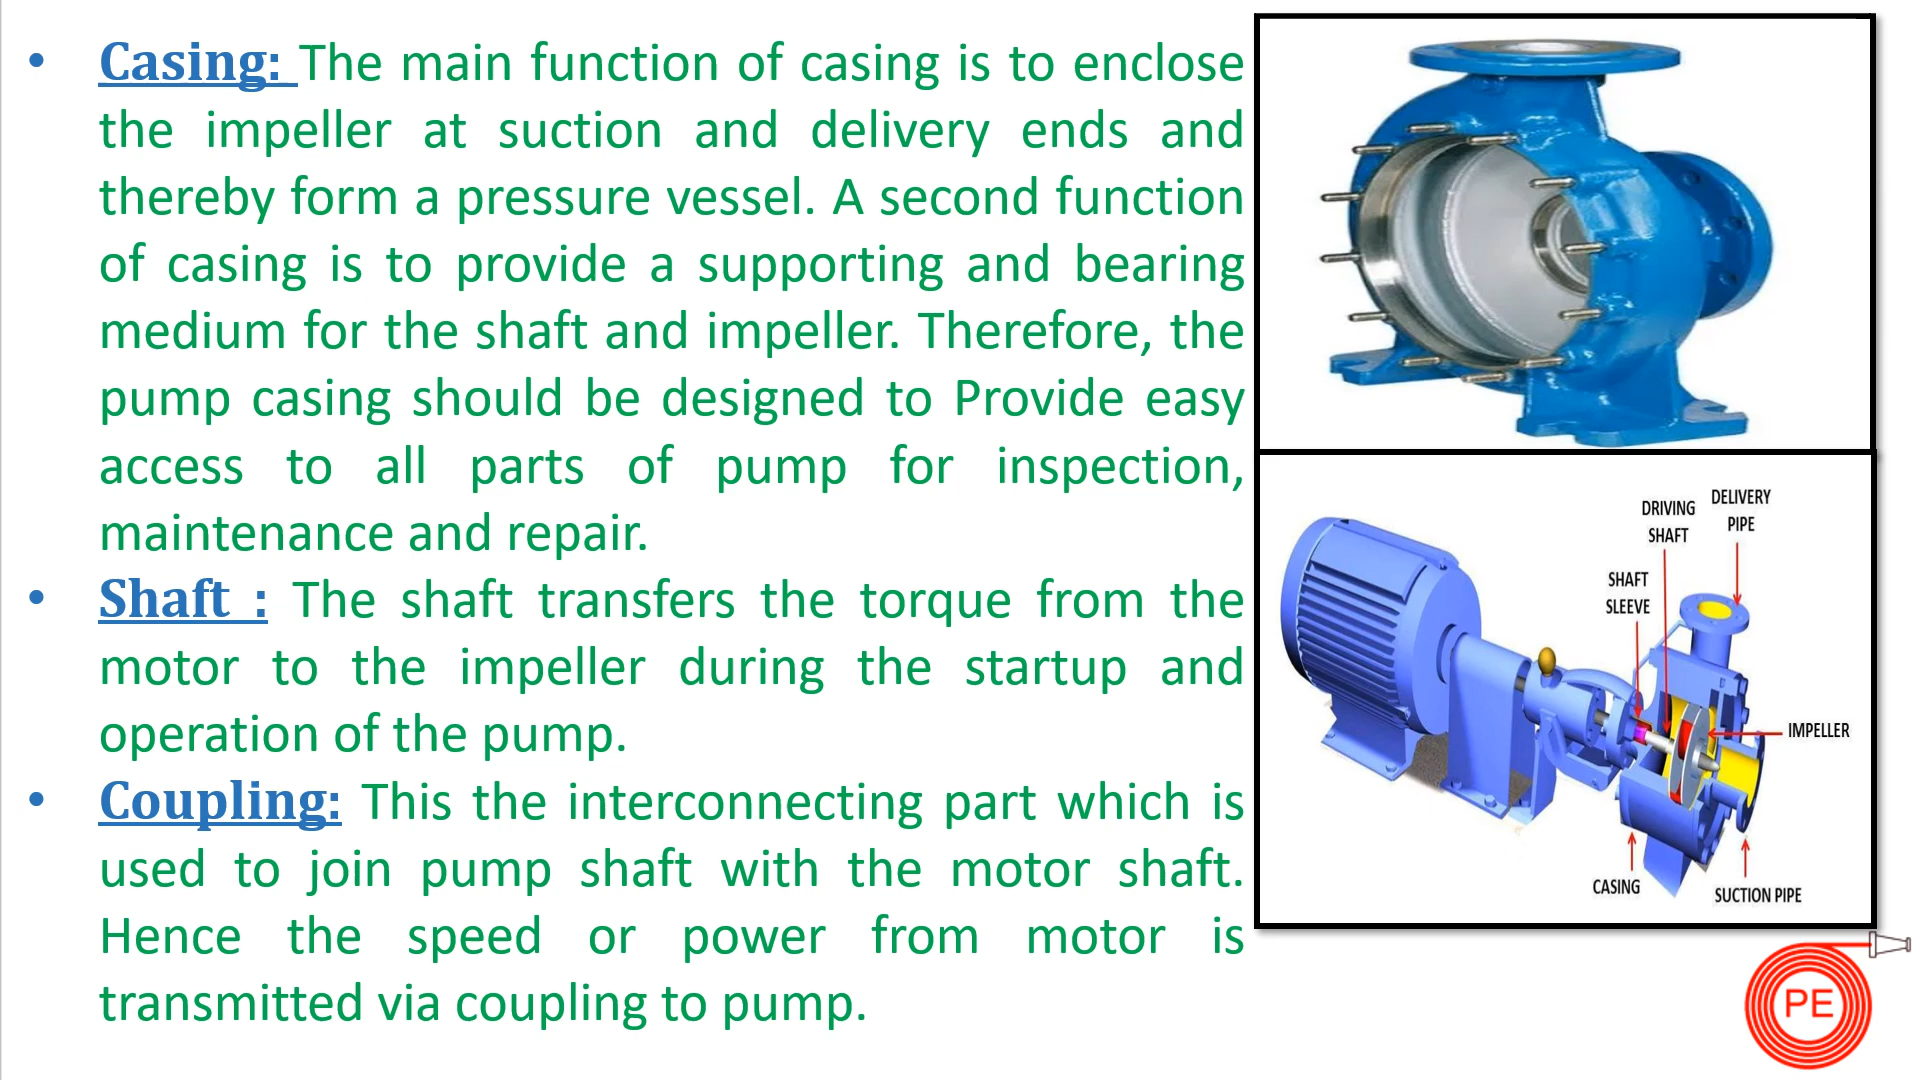 • Casing: The main function of casing is to enclose
the impeller at suction and delivery ends and
thereby form a pressure vessel. A second function
of casing is to provide a supporting and bearing
medium for the shaft and impeller. Therefore, the
pump casing should be designed to Provide easy
access to all parts of pump for inspection,
maintenance and repair.
• Shaft : The shaft transfers the torque from the
motor to the impeller during the startup and
operation of the pump.
• Coupling: This the interconnecting part which is
used to join pump shaft with the motor shaft.
Hence the speed or power from motor is
transmitted via coupling to pump.
DELIVERY
PIPE
DRIVING
SHAFT
SHAFT
SLEEVE
IMPELLER
CASING
SUCTION PIPE
PE